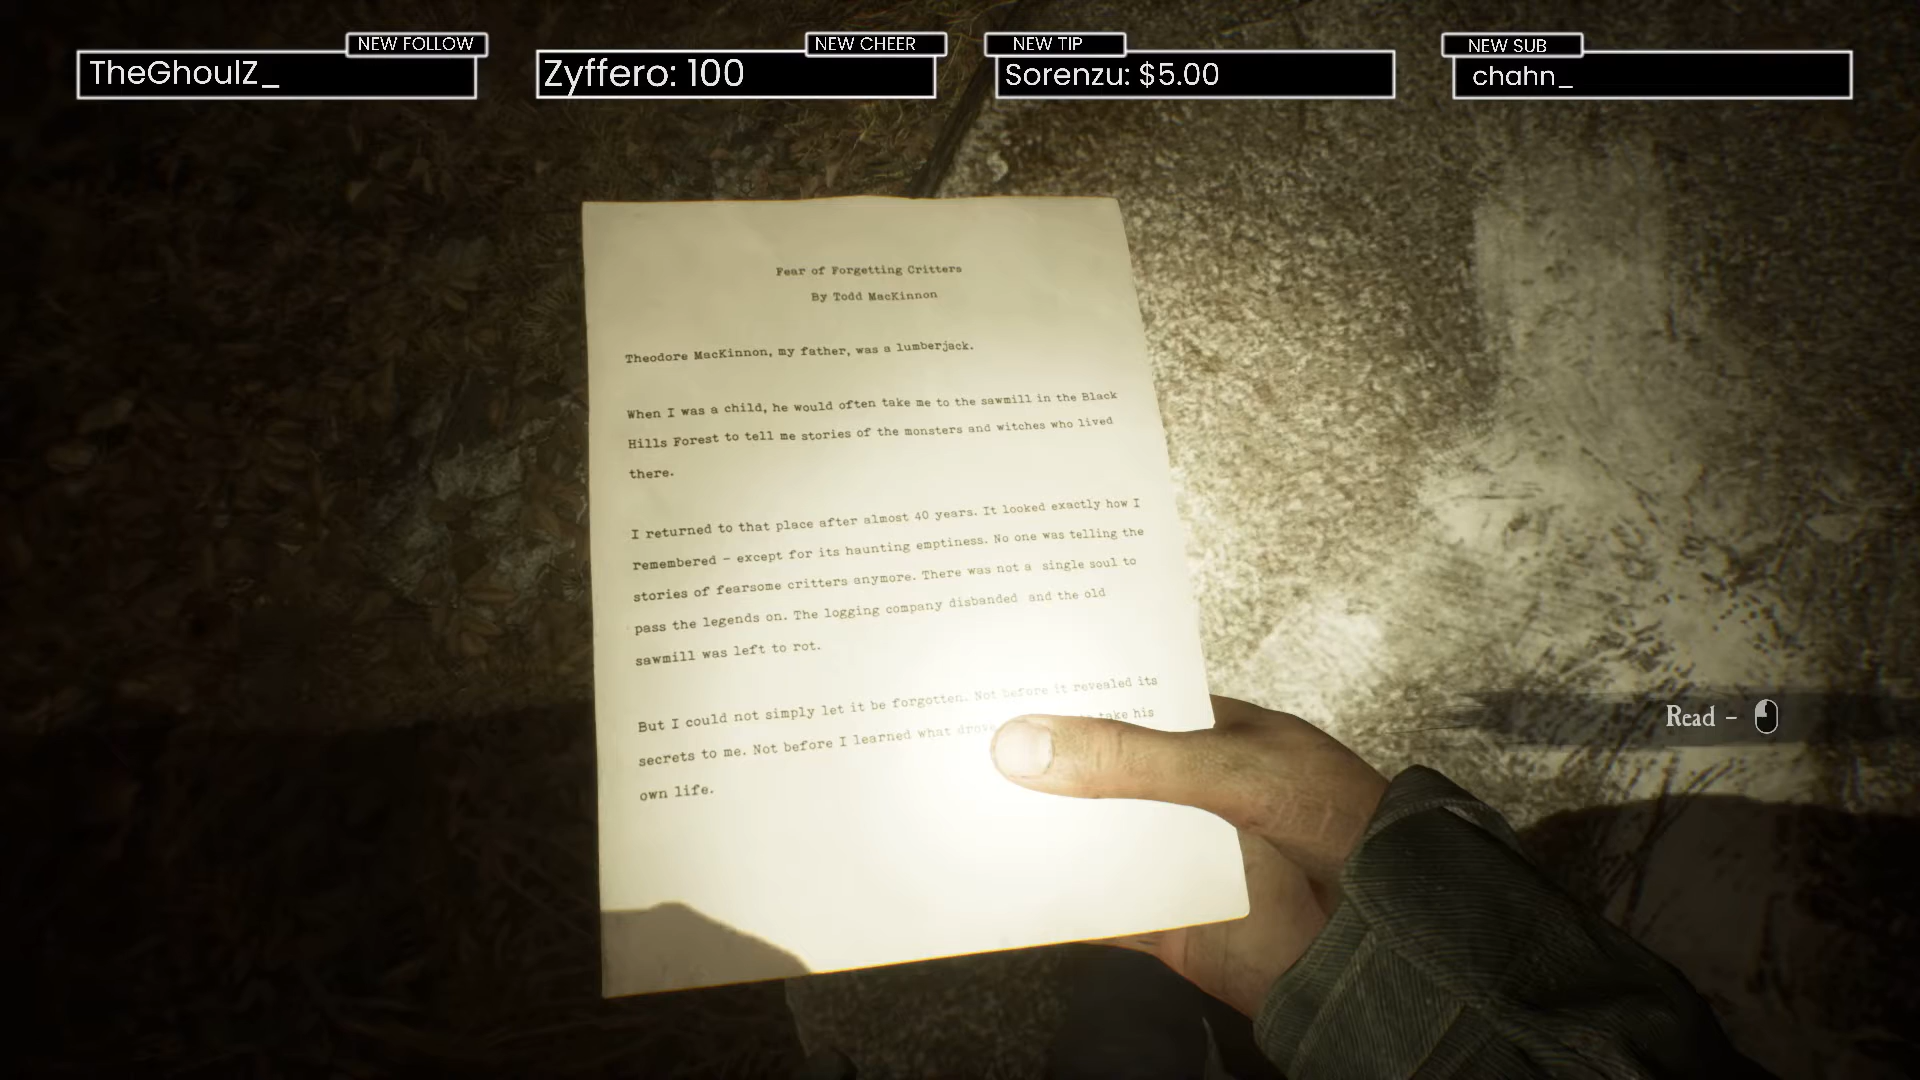 NEW FOLLOW
TheGhoulZ_
NEW CHEER
Zyffero: 100
NEW TIP
Sorenzu: $5.00
NEW SUB
chahn_
Fear of Forgetting Critters
By Todd MacKinnon
Theodore MacKinnon, my father, was a lumberjack.
When I was a child, he would often take me to the sawmill in the Black
Hills Forest to tell me stories of the monsters and witches who lived
there.
I returned to that place after almost 40 years. It looked exactly how I
remembered – except for its haunting emptiness. No one was telling the
stories of fearsome critters anymore. There was not a single soul to
pass the legends on. The logging company disbanded and the old
sawmill was left to rot.
But I could not simply let it be forgotten. Not before it revealed its
secrets to me. Not before I learned what drove take his
own life.
Read –